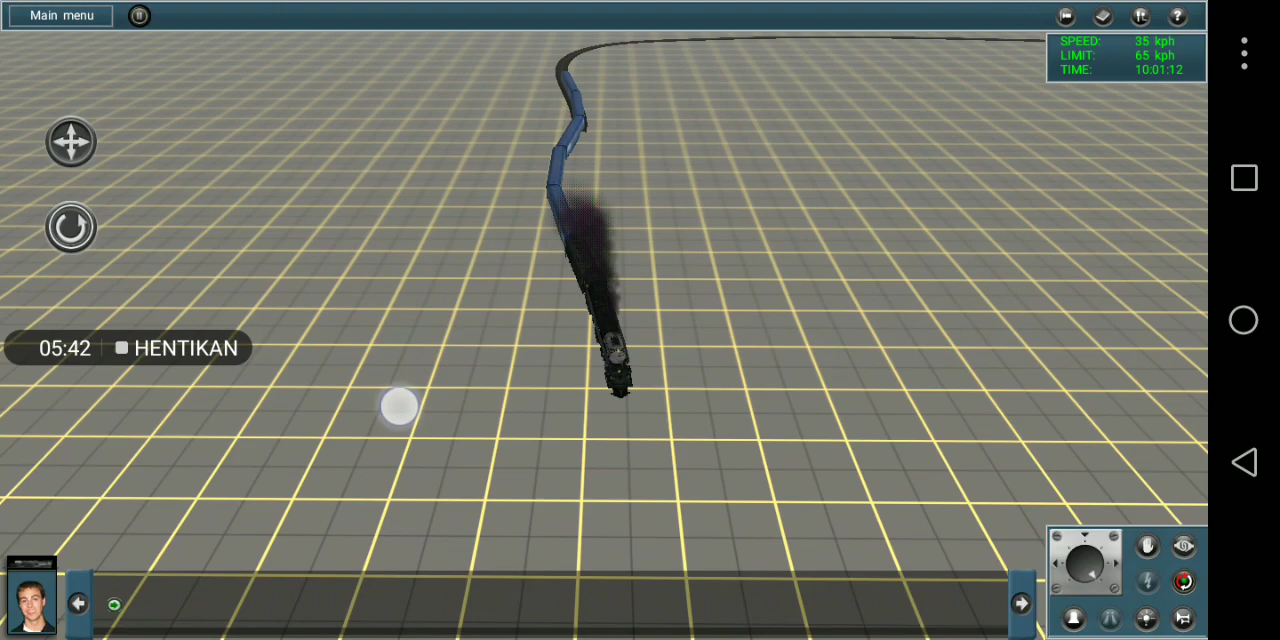 Main menu
SPEED: 35 kph
LIMIT: 65 kph
TIME: 10:01:12
05:42 HENTIKAN